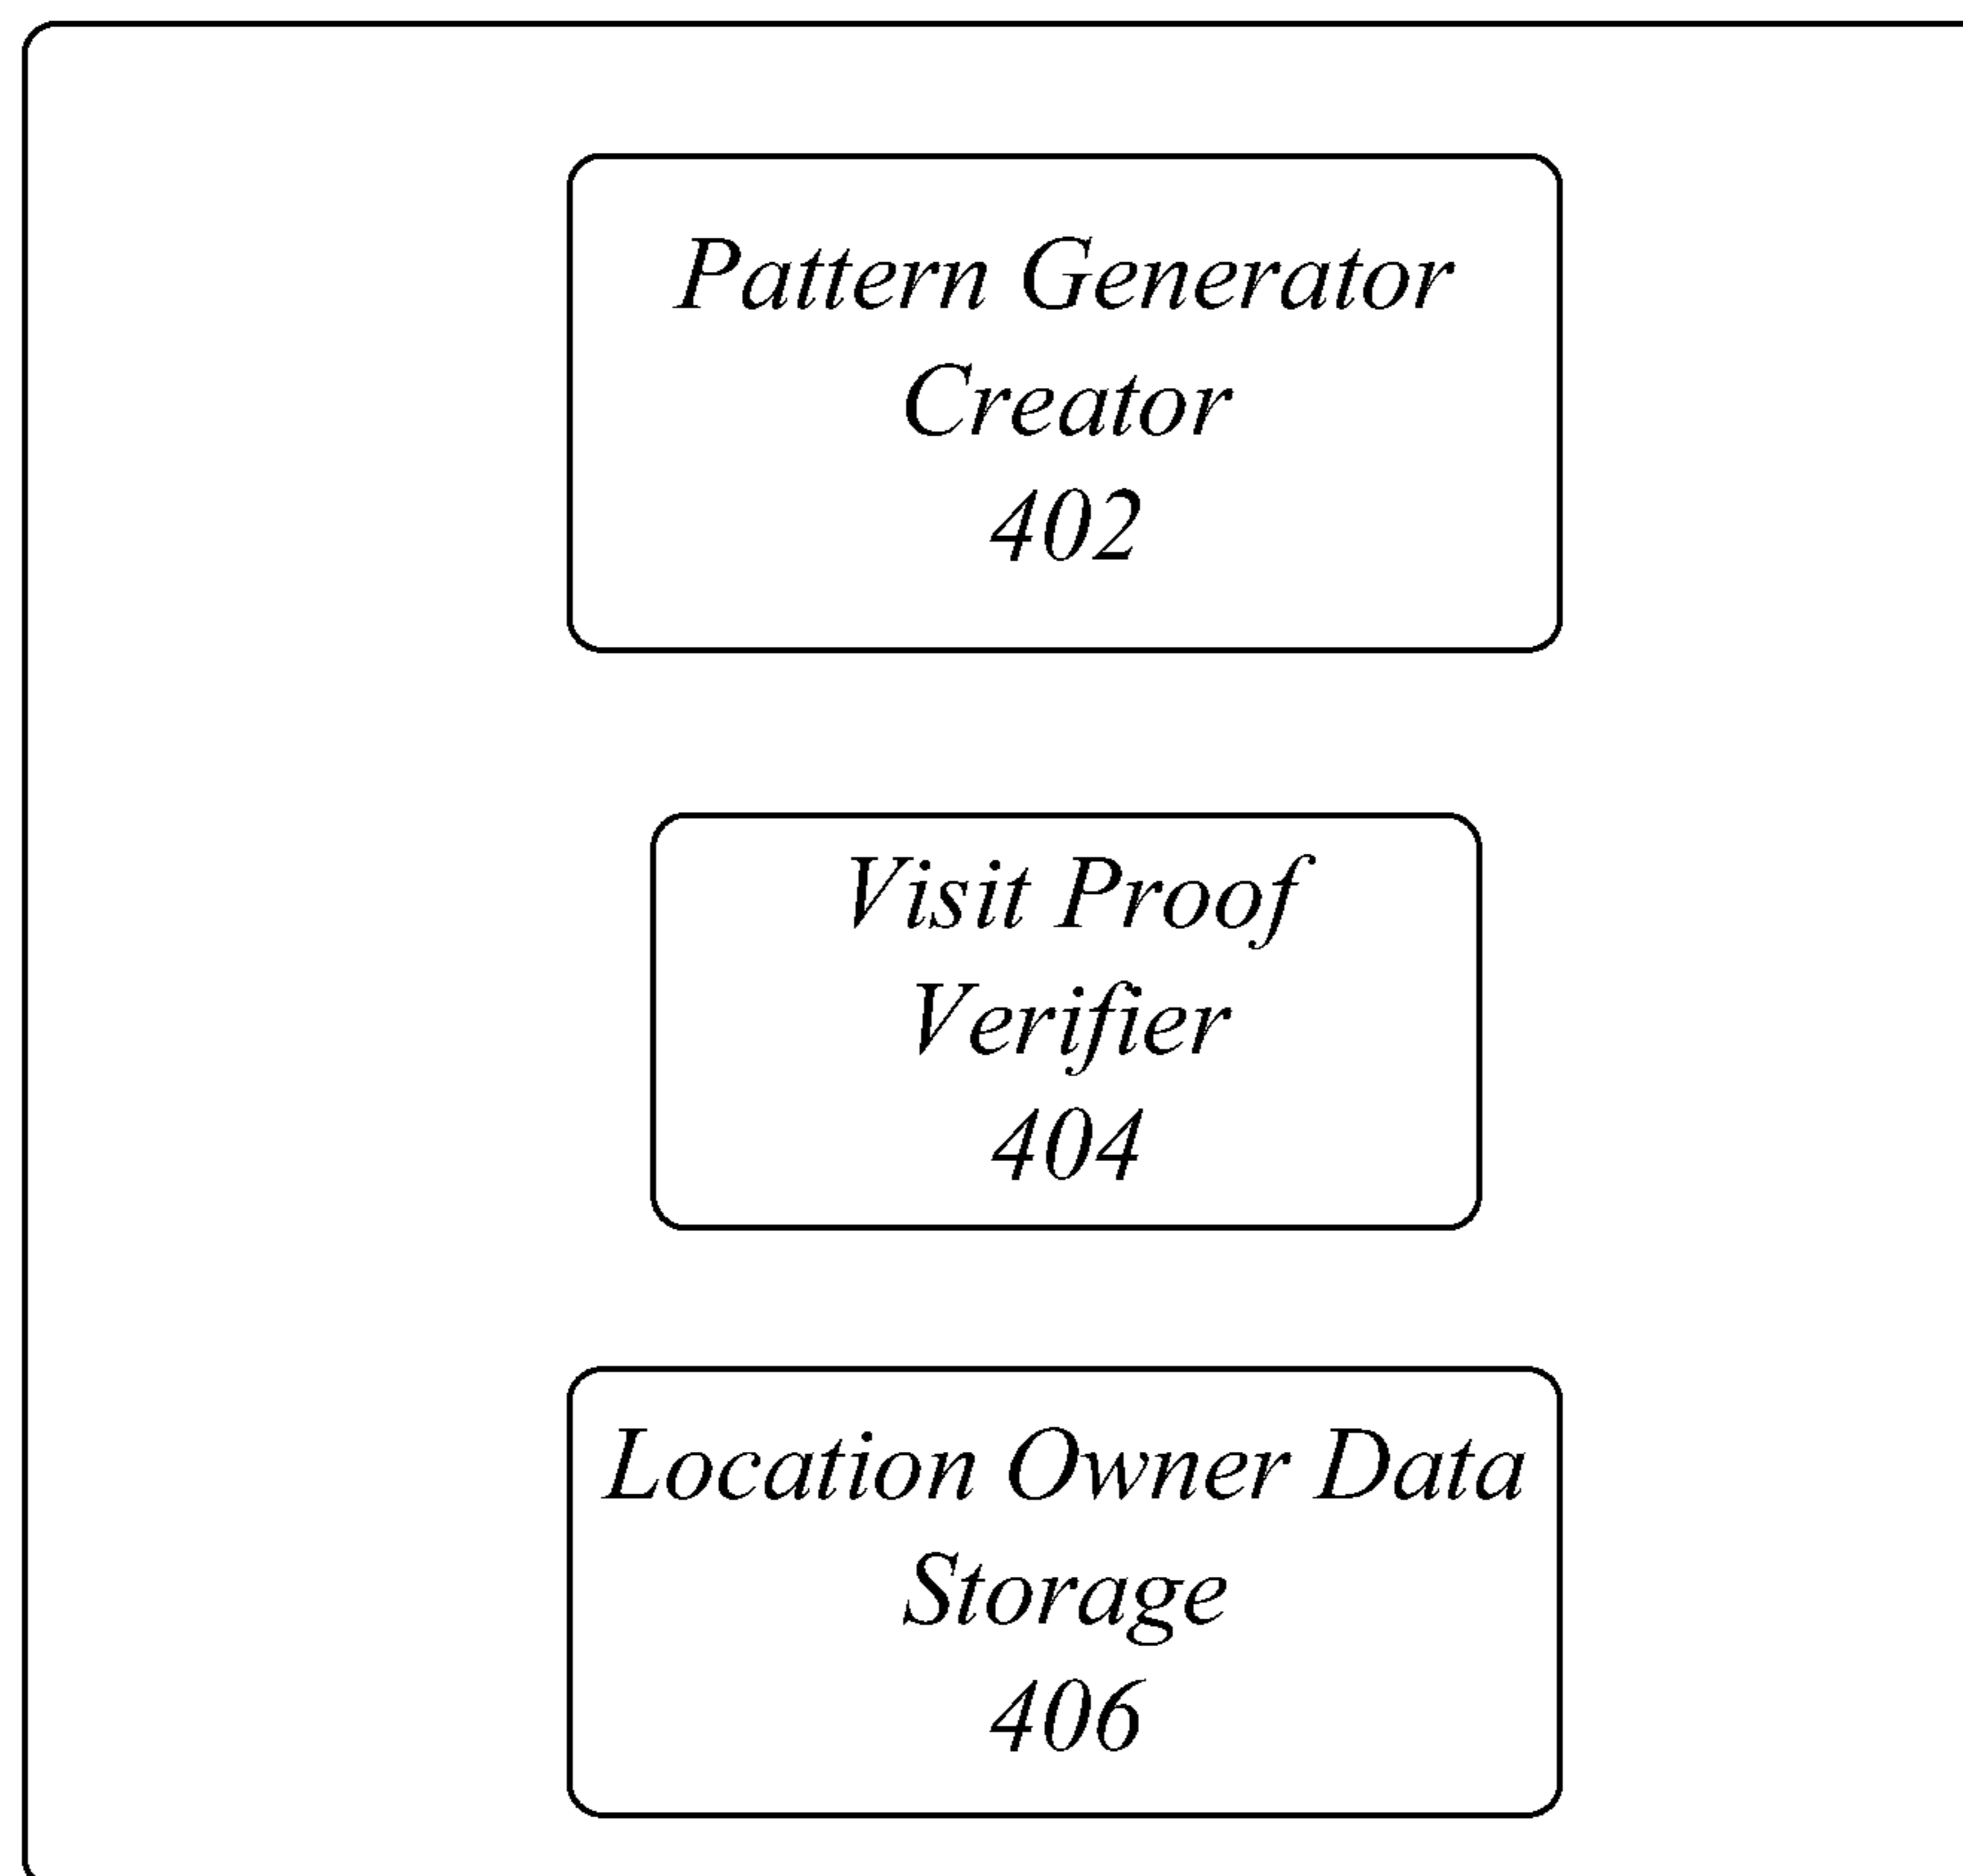 Pattern Generator
Creator
402
Visit Proof
Verifier
404
Location Owner Data
Storage
406